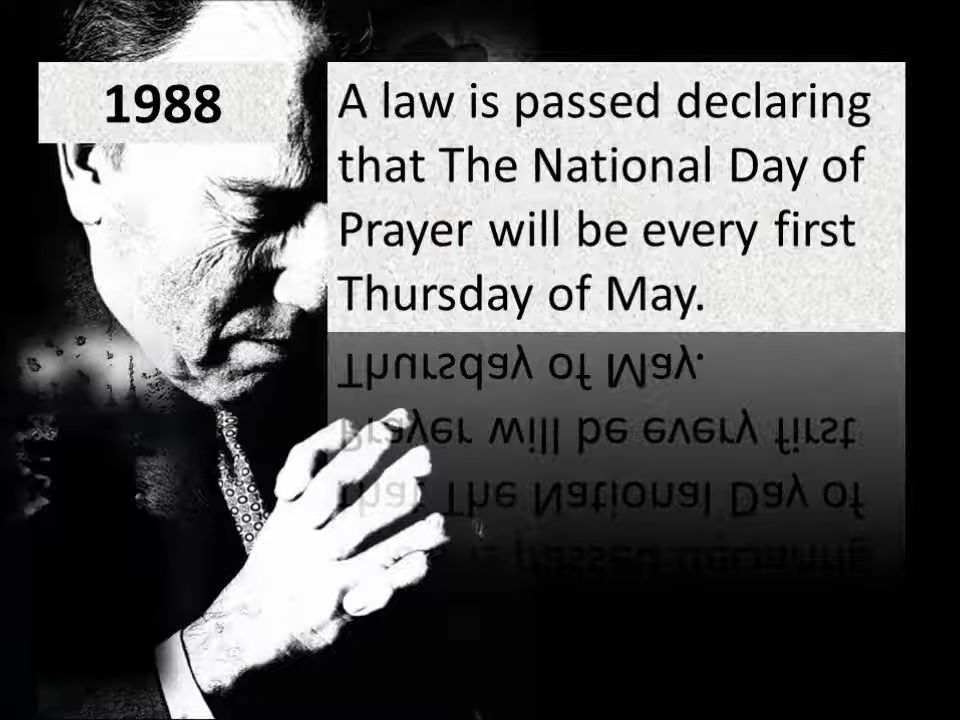 1988
A law is passed declaring
that The National Day of
Prayer will be every first
Thursday of May.